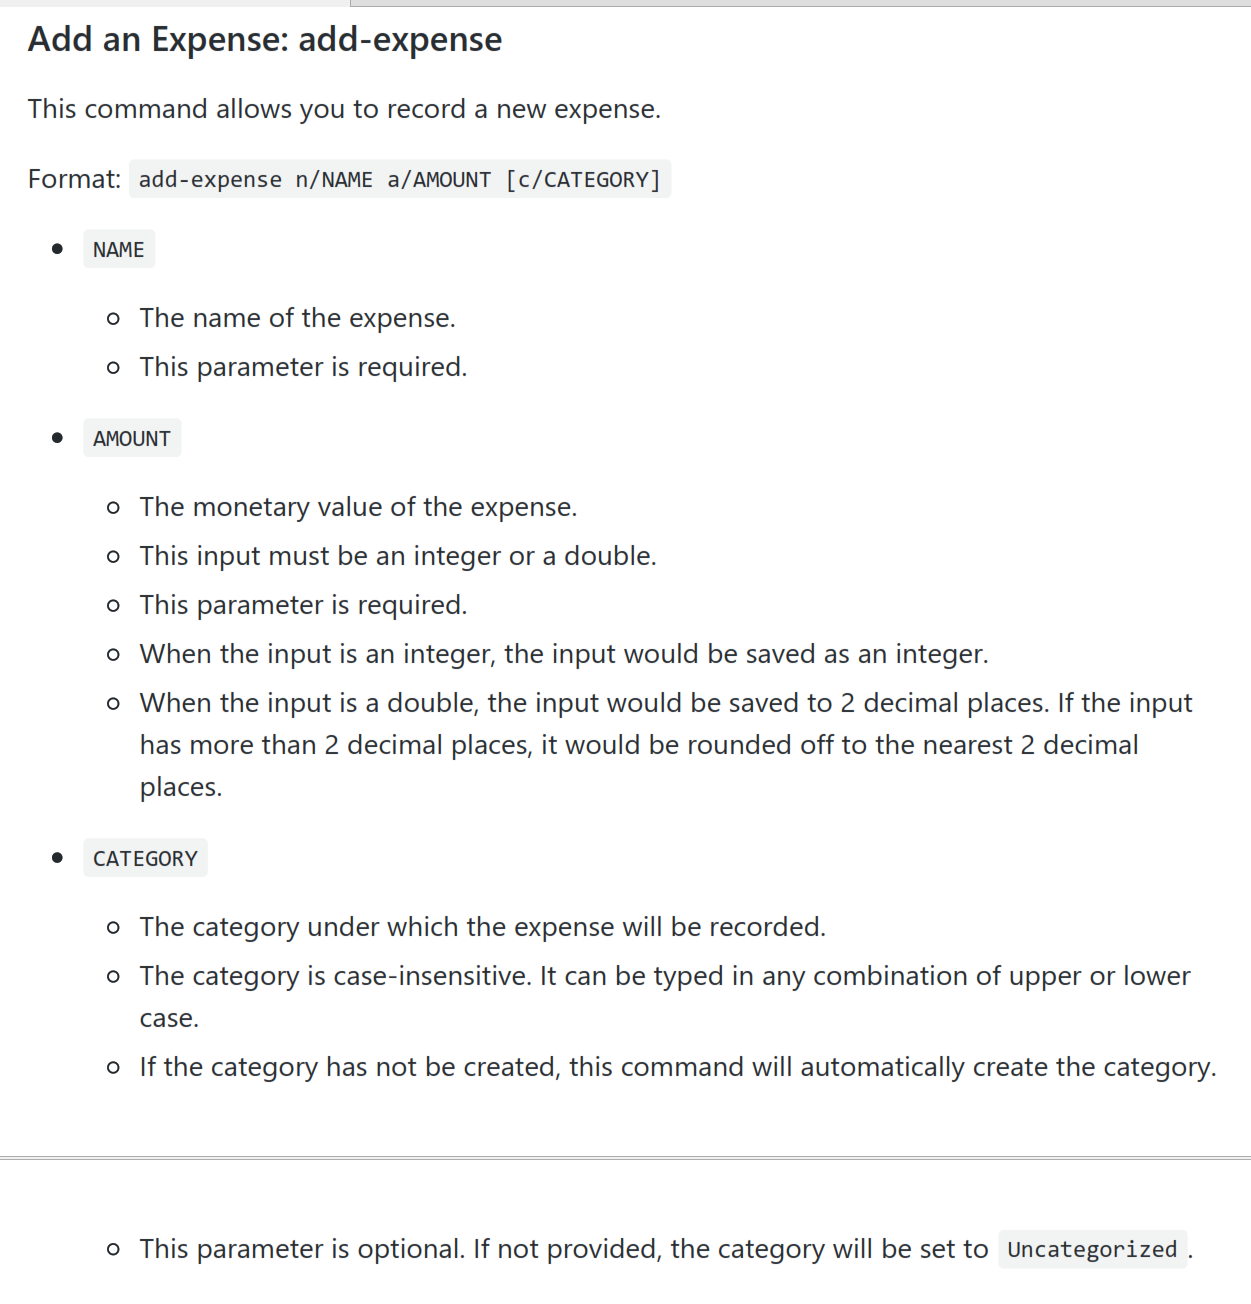 Add an Expense: add-expense
This command allows you to record a new expense.
Format: add-expense n/NAME a/AMOUNT [c/CATEGORY]
NAME
The name of the expense.
This parameter is required.
AMOUNT
The monetary value of the expense.
This input must be an integer or a double.
This parameter is required.
When the input is an integer, the input would be saved as an integer.
When the input is a double, the input would be saved to 2 decimal places. If the input
has more than 2 decimal places, it would be rounded off to the nearest 2 decimal
places.
CATEGORY
The category under which the expense will be recorded.
The category is case-insensitive. It can be typed in any combination of upper or lower
case.
If the category has not be created, this command will automatically create the category.
This parameter is optional. If not provided, the category will be set to Uncategorized.